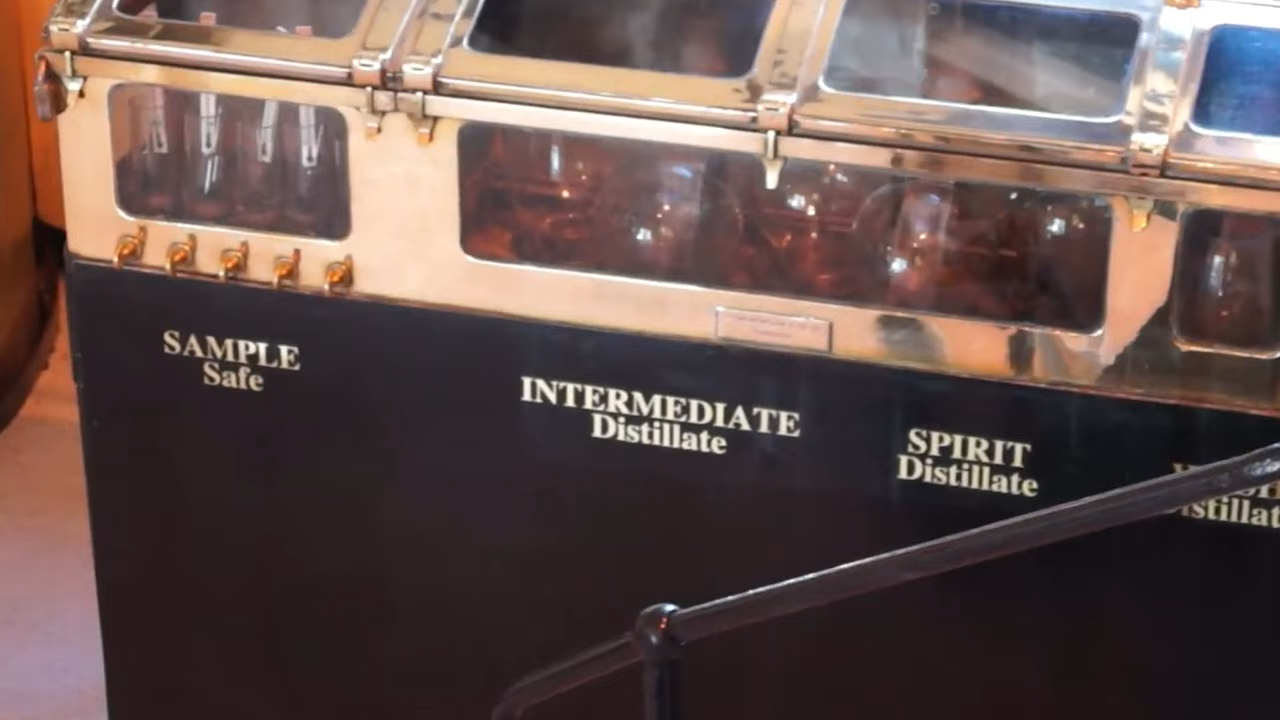 SAMPLE
Safe
INTERMEDIATE
Distillate
SPIRIT
Distillate